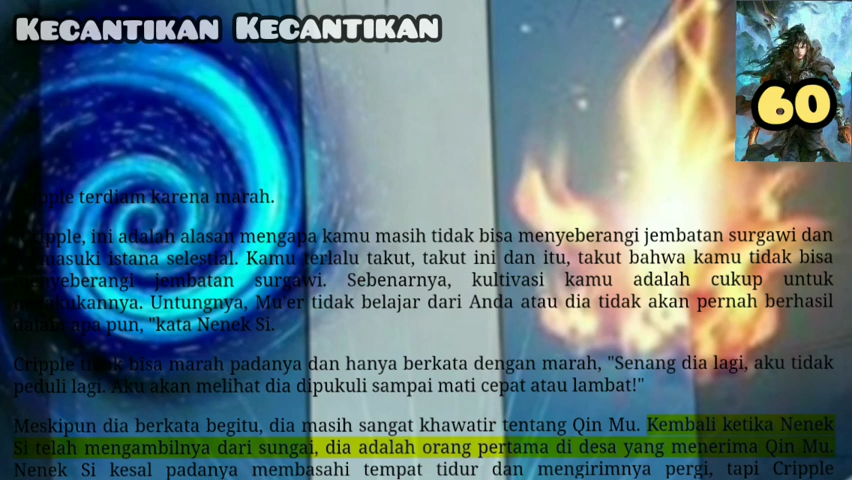 Kecantikan Kecantikan
60
Cripple terdiam karena marah.
"Cripple, ini adalah alasan mengapa kamu masih tidak bisa menyeberangi jembatan surgawi dan
memasuki istana selestial. Kamu terlalu takut, takut ini dan itu, takut bahwa kamu tidak bisa
menyeberangi jembatan surgawi. Sebenarnya, kultivasi kamu adalah cukup untuk
melakukannya. Untungnya, Mu'er tidak belajar dari Anda atau dia tidak akan pernah berhasil
dalam apa pun, "kata Nenek Si.
Cripple tidak bisa marah padanya dan hanya berkata dengan marah, "Senang dia lagi, aku tidak
peduli lagi. Aku akan melihat dia dipukuli sampai mati cepat atau lambat!"
Meskipun dia berkata begitu, dia masih sangat khawatir tentang Qin Mu. Kembali ketika Nenek
Si telah mengambilnya dari sungai, dia adalah orang pertama di desa yang menerima Qin Mu.
Nenek Si kesal padanya membasahi tempat tidur dan mengirimnya pergi, tapi Cripple